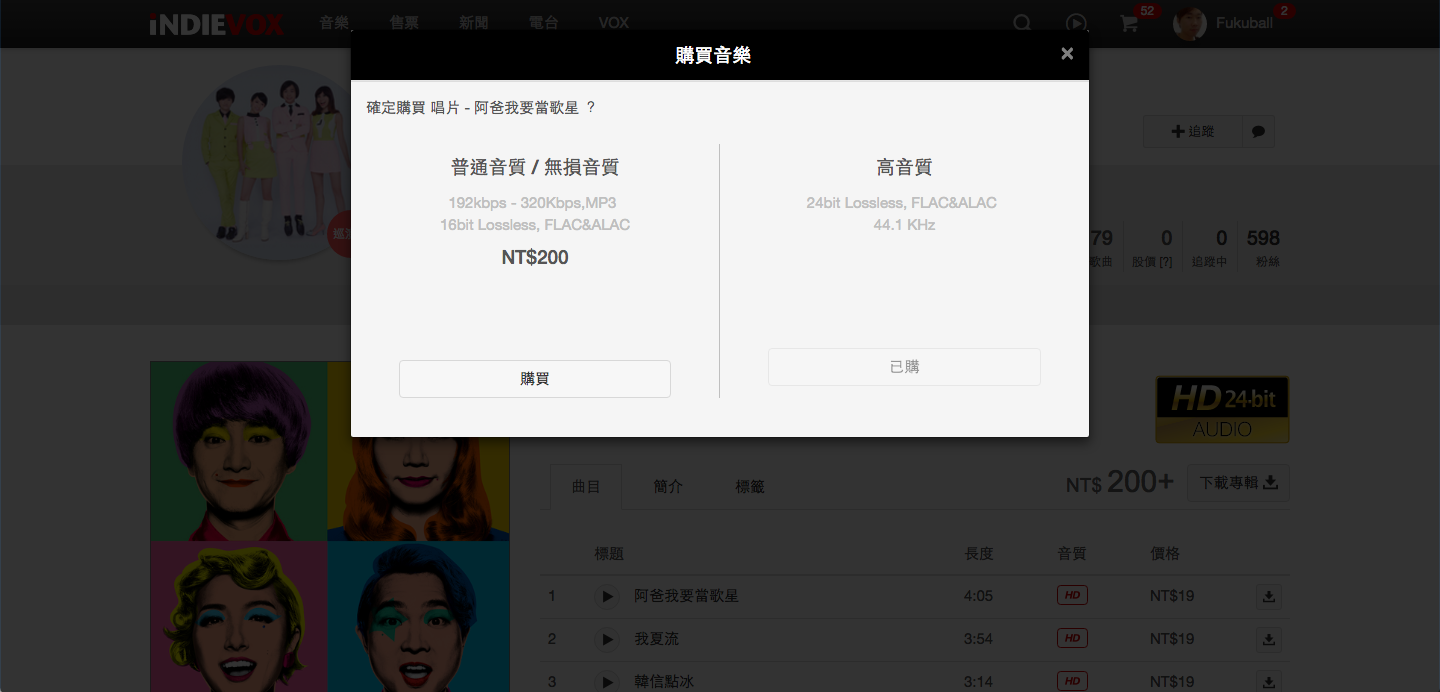 iNDIEVOX 音樂 售票 新聞 電台 VOX 52 Fukuball 2
購買音樂 ×
確定購買 唱片 - 阿爸我要當歌星 ？
普通音質 / 無損音質
192kbps - 320Kbps,MP3
16bit Lossless, FLAC&ALAC
NT$200
購買
高音質
24bit Lossless, FLAC&ALAC
44.1 KHz
已購
追蹤
79 0 0 598
歌曲 股價 [?] 追蹤中 粉絲
HD 24-bit
AUDIO
曲目 簡介 標籤 NT$ 200+ 下載專輯
標題 長度 音質 價格
1 阿爸我要當歌星 4:05 HD NT$19
2 我夏流 3:54 HD NT$19
3 韓信點冰 3:14 HD NT$19